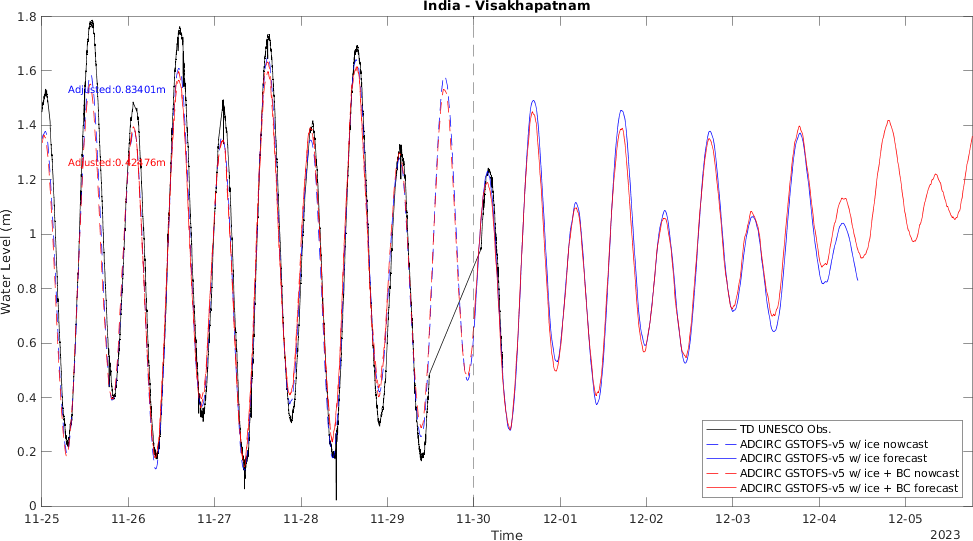 India - Visakhapatnam
1.8
1.6
1.4
1.2
1
0.8
0.6
0.4
0.2
0
Water Level (m)
Adjusted:0.83401m
Adjusted:0.42476m
TD UNESCO Obs.
ADCIRC GSTOFS-v5 w/ ice nowcast
ADCIRC GSTOFS-v5 w/ ice forecast
ADCIRC GSTOFS-v5 w/ ice + BC nowcast
ADCIRC GSTOFS-v5 w/ ice + BC forecast
11-25 11-26 11-27 11-28 11-29 11-30 12-01 12-02 12-03 12-04 12-05
Time
2023